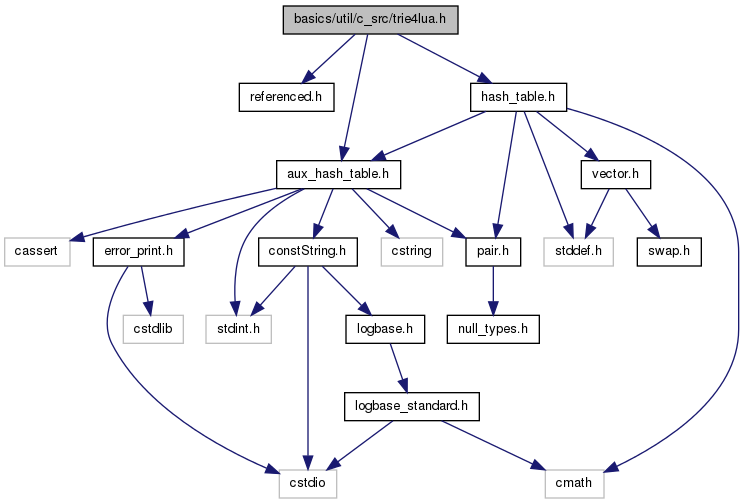 basics/util/c_src/trie4lua.h
referenced.h
hash_table.h
aux_hash_table.h
vector.h
cassert
error_print.h
constString.h
cstring
pair.h
stddef.h
swap.h
cstdlib
stdint.h
logbase.h
null_types.h
logbase_standard.h
cstdio
cmath